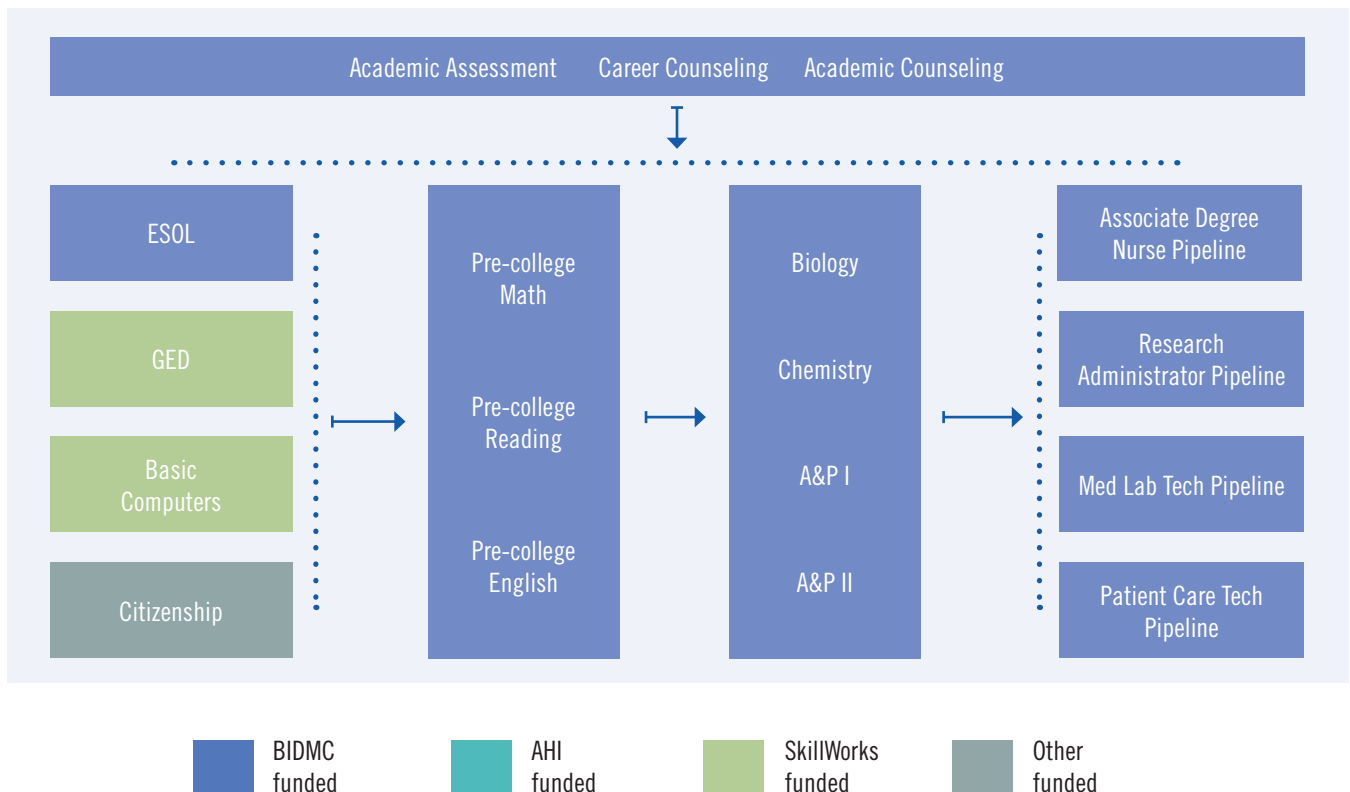 Academic Assessment Career Counseling Academic Counseling
ESOL
GED
Basic
Computers
Citizenship
Pre-college
Math
Pre-college
Reading
Pre-college
English
Biology
Chemistry
A&P I
A&P II
Associate Degree
Nurse Pipeline
Research
Administrator Pipeline
Med Lab Tech Pipeline
Patient Care Tech
Pipeline
BIDMC
funded
AHI
funded
SkillWorks
funded
Other
funded